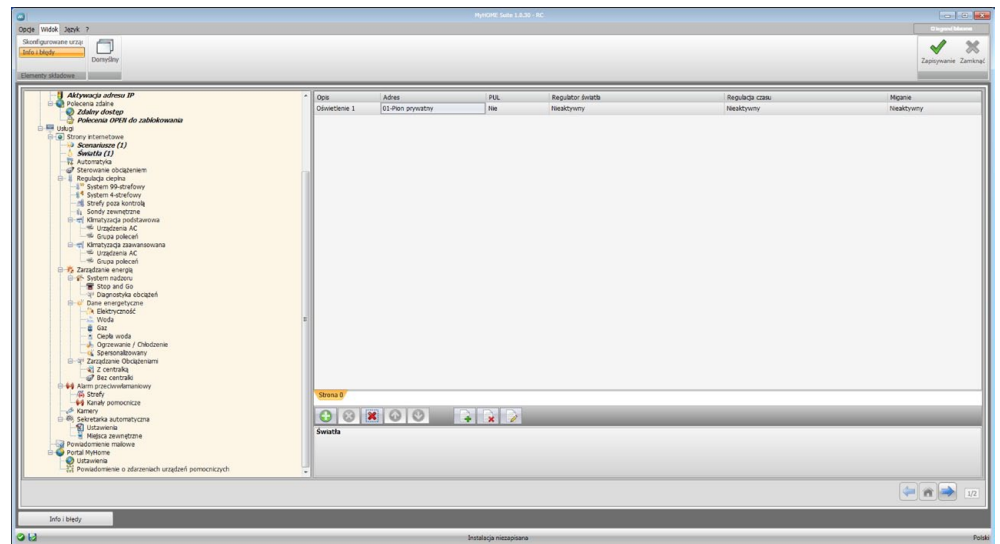 MyHOME Suite 1.0.30 - RC
Opcje Widok Język ?
Skonfigurowane urzą
Info i błędy
Domyślny
Elementy składowe
Zapisywanie Zamknąć
Aktywacja adresu IP
Polecenia zdalne
Zdalny dostęp
Polecenia OPEN do zablokowania
Usługi
Strony internetowe
Scenariusze (1)
Światła (1)
Automatyka
Sterowanie obciążeniem
Regulacja cieplna
System 99-strefowy
System 4-strefowy
Strefy poza kontrolą
Sondy zewnętrzne
Klimatyzacja podstawowa
Urządzenia AC
Grupa poleceń
Klimatyzacja zaawansowana
Urządzenia AC
Grupa poleceń
Zarządzanie energią
System nadzoru
Stop and Go
Diagnostyka obciążeń
Dane energetyczne
Elektryczność
Woda
Gaz
Ciepła woda
Ogrzewanie / Chłodzenie
Spersonalizowany
Zarządzanie Obciążeniami
Z centralką
Bez centralki
Alarm przeciwwłamaniowy
Strefy
Kanały pomocnicze
Kamery
Sekretarka automatyczna
Ustawienia
Miejsca zewnętrzne
Powiadomienie mailowe
Portal MyHome
Ustawienia
Powiadomienie o zdarzeniach urządzeń pomocniczych
Opis Adres PUL Regulator światła Regulacja czasu Miganie
Oświetlenie 1 01-Pion prywatny Nie Nieaktywny Nieaktywny
Strona 0
Światła
1/2
Info i błędy
Instalacja niezapisana
Polski